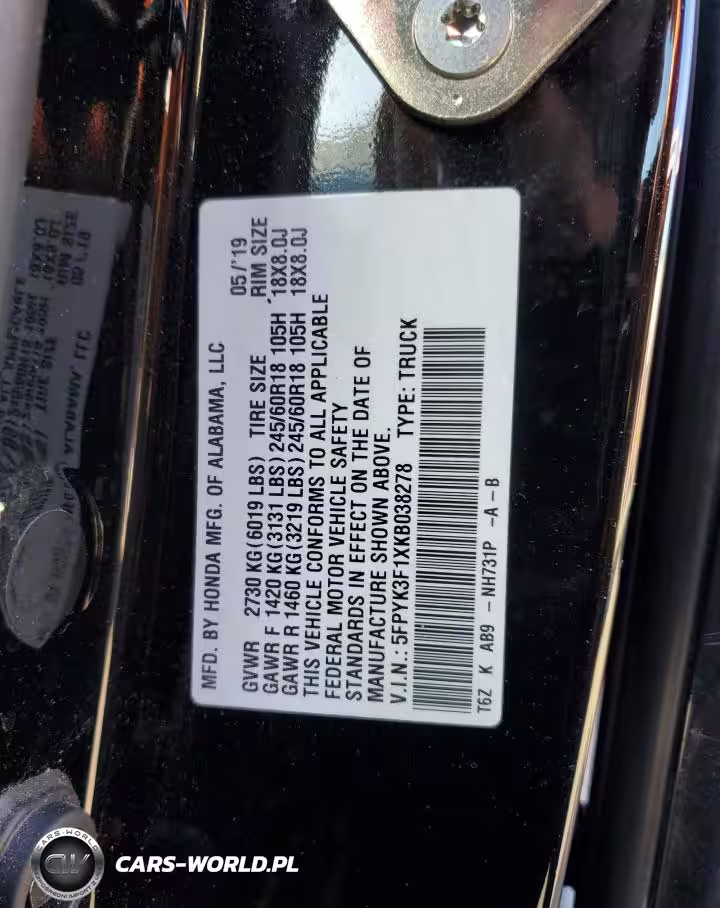 MFD. BY HONDA MFG. OF ALABAMA, LLC 05/'19
GVWR 2730 KG(6019 LBS) TIRE SIZE RIM SIZE
GAWR F 1420 KG(3131 LBS) 245/60R18 105H 18X8.0J
GAWR R 1460 KG(3219 LBS) 245/60R18 105H 18X8.0J
THIS VEHICLE CONFORMS TO ALL APPLICABLE
FEDERAL MOTOR VEHICLE SAFETY
STANDARDS IN EFFECT ON THE DATE OF
MANUFACTURE SHOWN ABOVE.
V.I.N.: 5FPYK3F1XKB038278 TYPE: TRUCK
T6Z K AB9 - NH731P -A-B
CARS-WORLD
CW
CARS-WORLD.PL